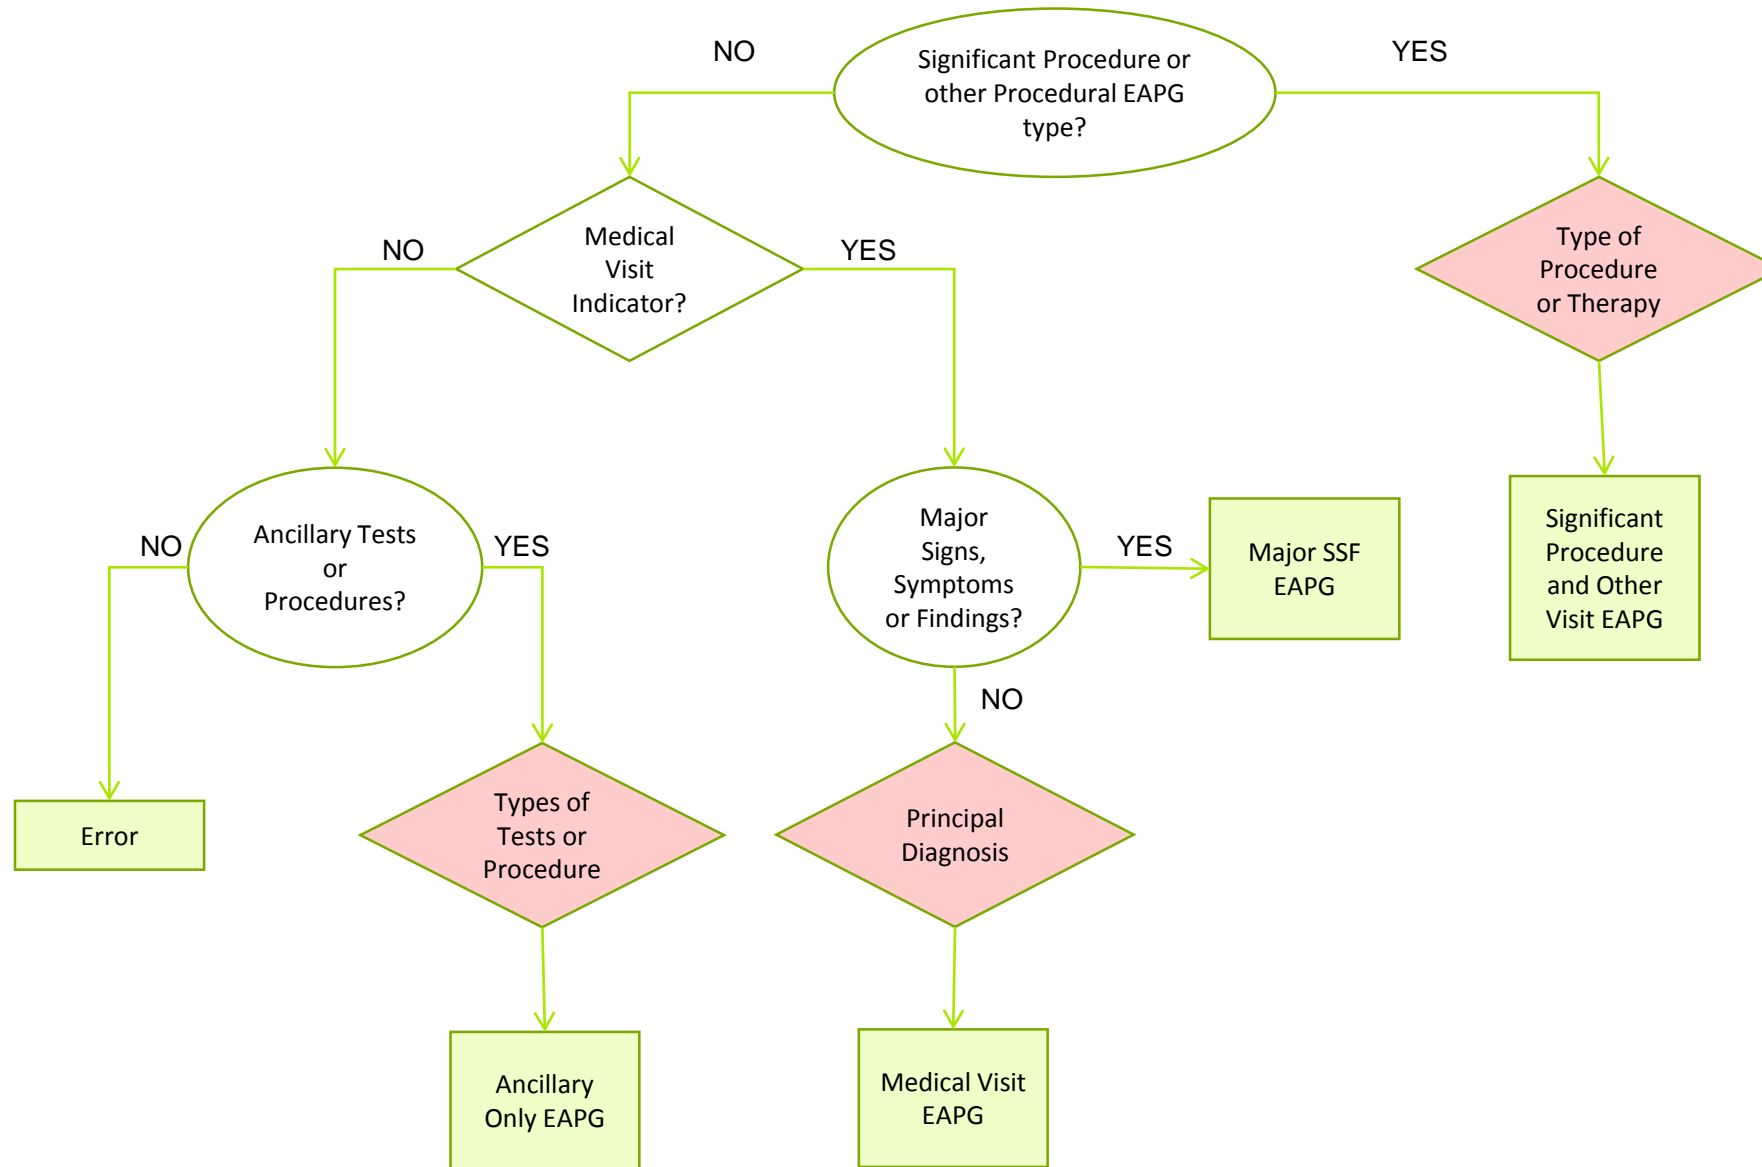 NO
Significant Procedure or
other Procedural EAPG
type?
YES
Medical
Visit
Indicator?
NO
YES
Type of
Procedure
or Therapy
Ancillary Tests
or
Procedures?
NO
YES
Major
Signs,
Symptoms
or Findings?
YES
Major SSF
EAPG
Significant
Procedure
and Other
Visit EAPG
NO
Error
Types of
Tests or
Procedure
Principal
Diagnosis
Ancillary
Only EAPG
Medical Visit
EAPG